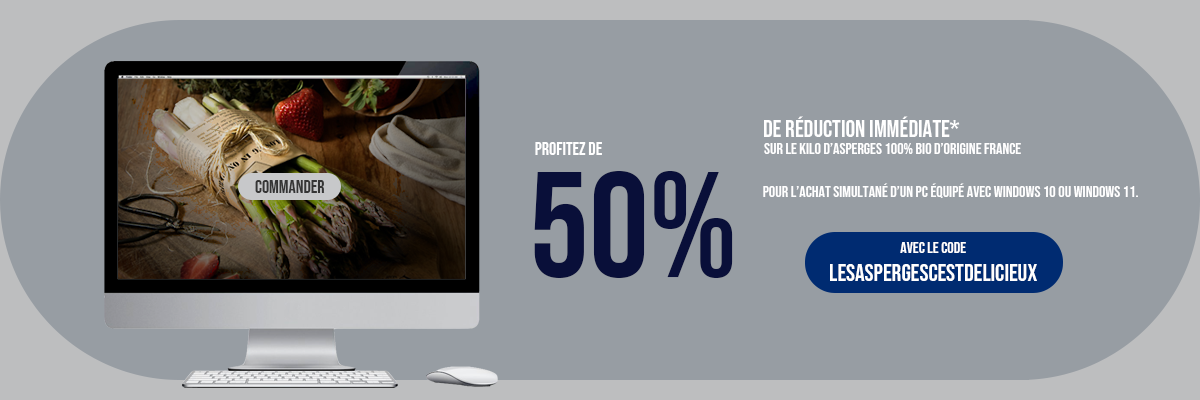 COMMANDER
PROFITEZ DE
50%
DE RÉDUCTION IMMÉDIATE*
SUR LE KILO D'ASPERGES 100% BIO D'ORIGINE FRANCE
POUR L'ACHAT SIMULTANÉ D'UN PC ÉQUIPÉ AVEC WINDOWS 10 OU WINDOWS 11.
AVEC LE CODE
LESASPERGESCESTDELICIEUX